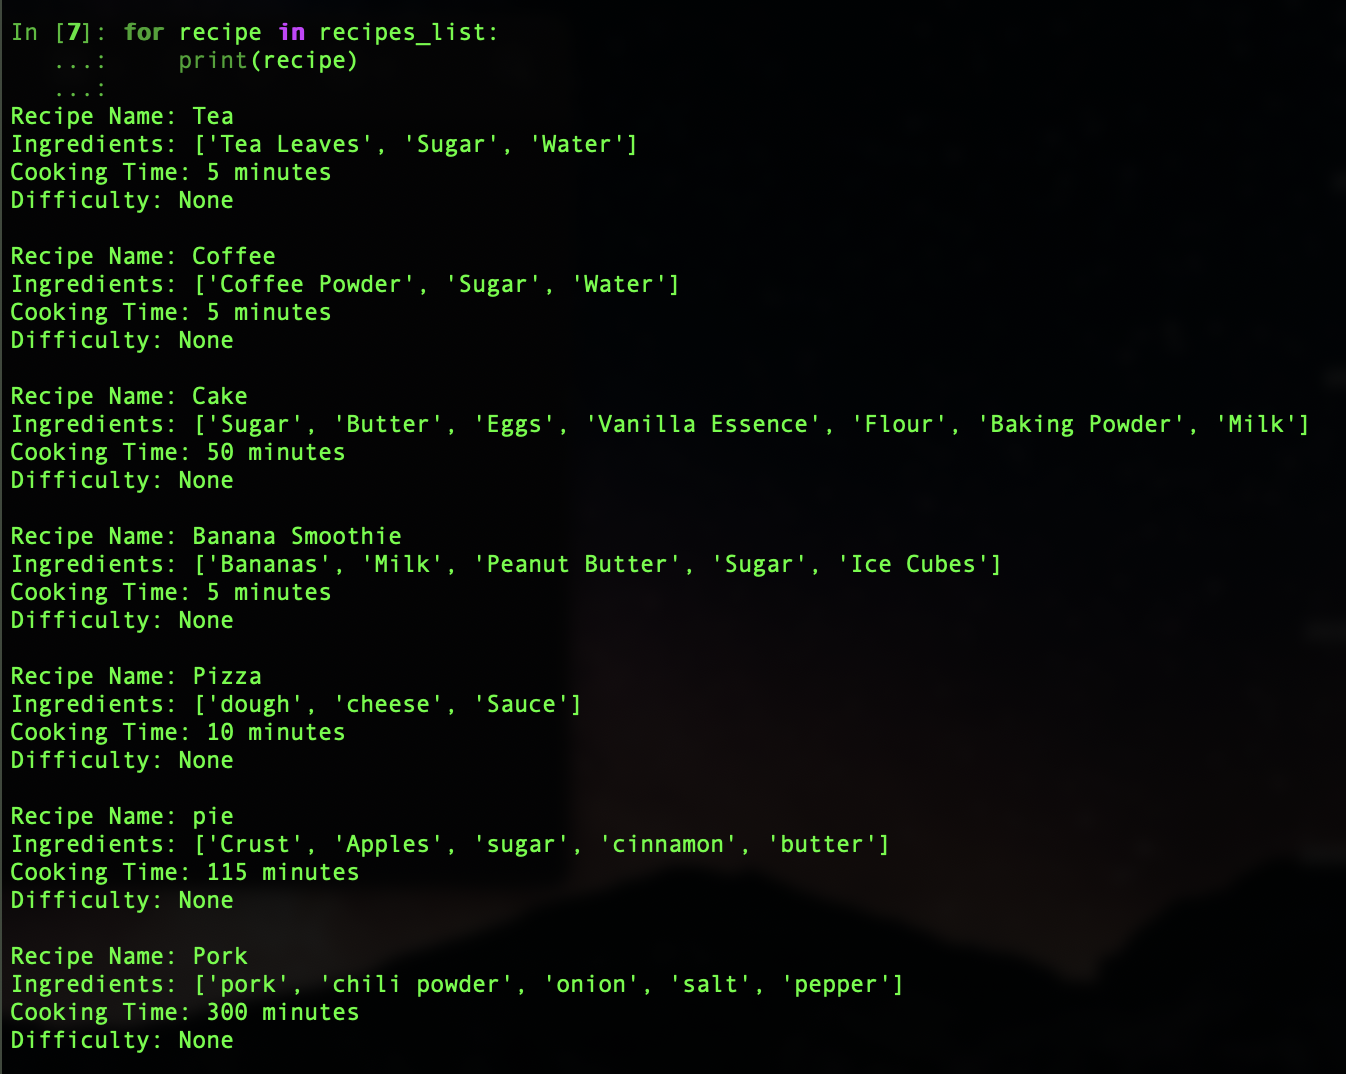 In [7]: for recipe in recipes_list:
   ...:     print(recipe)
   ...:
Recipe Name: Tea
Ingredients: ['Tea Leaves', 'Sugar', 'Water']
Cooking Time: 5 minutes
Difficulty: None

Recipe Name: Coffee
Ingredients: ['Coffee Powder', 'Sugar', 'Water']
Cooking Time: 5 minutes
Difficulty: None

Recipe Name: Cake
Ingredients: ['Sugar', 'Butter', 'Eggs', 'Vanilla Essence', 'Flour', 'Baking Powder', 'Milk']
Cooking Time: 50 minutes
Difficulty: None

Recipe Name: Banana Smoothie
Ingredients: ['Bananas', 'Milk', 'Peanut Butter', 'Sugar', 'Ice Cubes']
Cooking Time: 5 minutes
Difficulty: None

Recipe Name: Pizza
Ingredients: ['dough', 'cheese', 'Sauce']
Cooking Time: 10 minutes
Difficulty: None

Recipe Name: pie
Ingredients: ['Crust', 'Apples', 'sugar', 'cinnamon', 'butter']
Cooking Time: 115 minutes
Difficulty: None

Recipe Name: Pork
Ingredients: ['pork', 'chili powder', 'onion', 'salt', 'pepper']
Cooking Time: 300 minutes
Difficulty: None